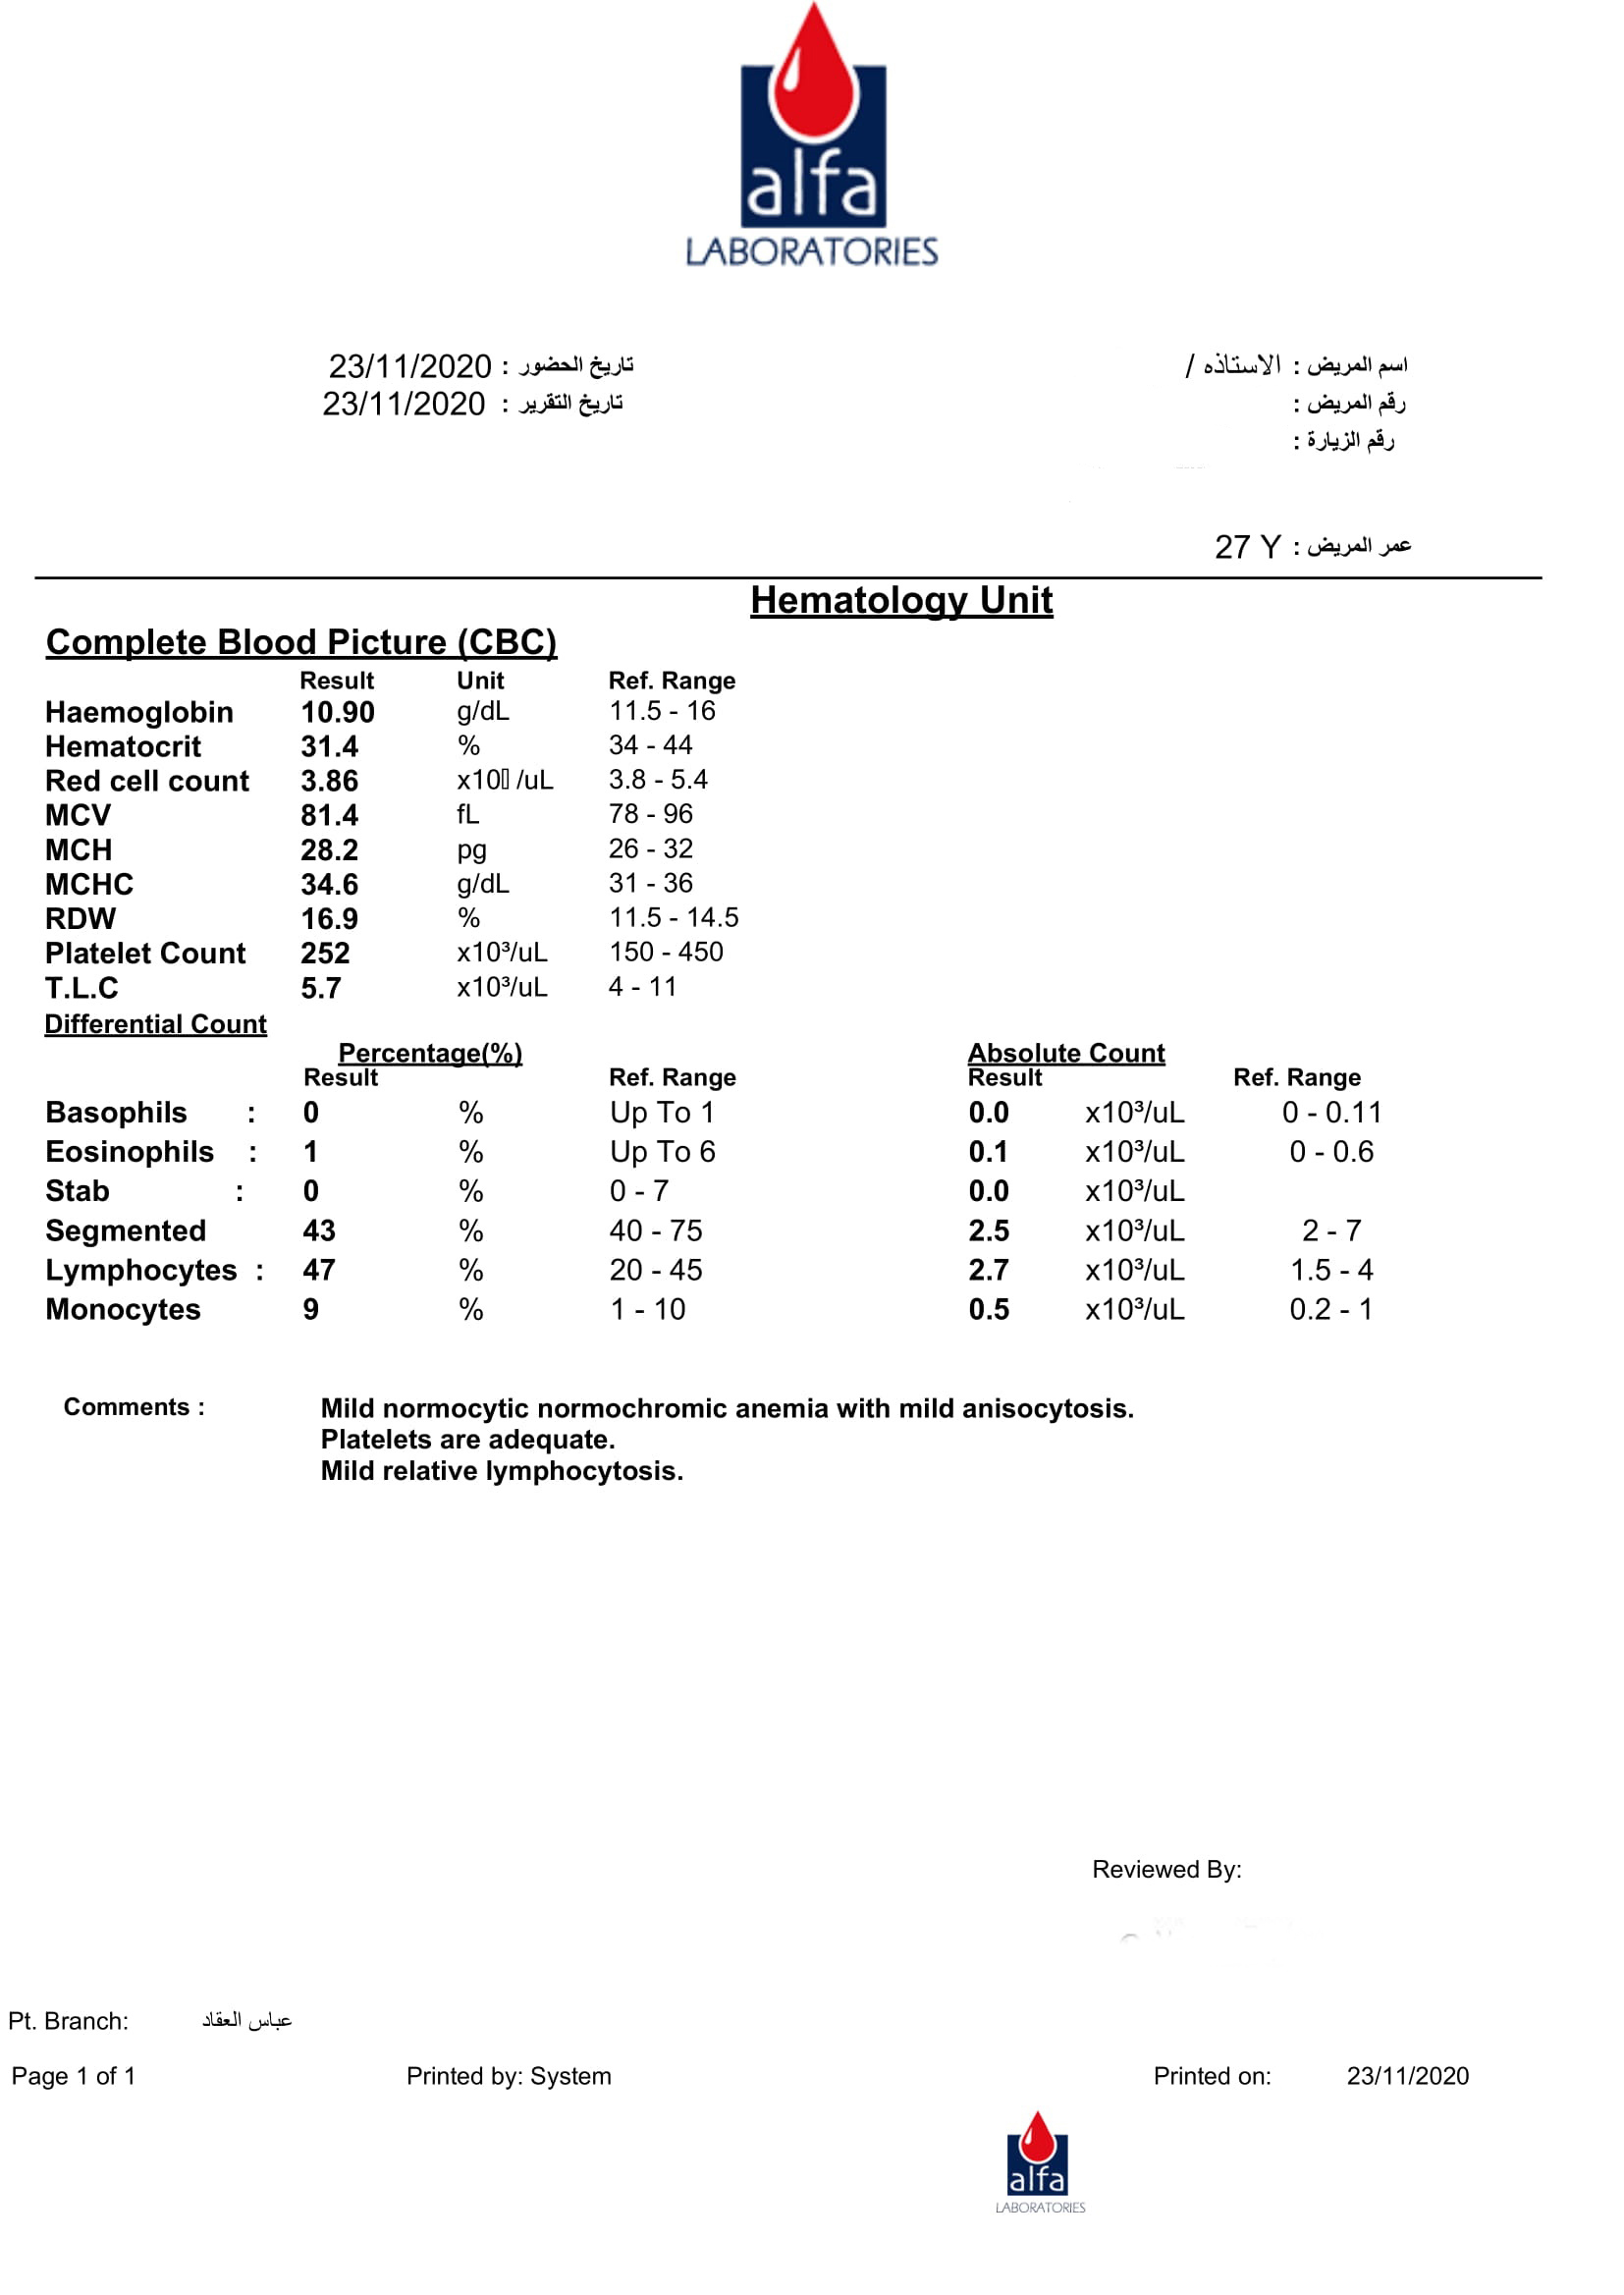 alfa
LABORATORIES
اسم المريض : الاستاذه / تاريخ الحضور : 23/11/2020
رقم المريض : تاريخ التقرير : 23/11/2020
رقم الزيارة :
عمر المريض : 27 Y
Hematology Unit
Complete Blood Picture (CBC)
Result Unit Ref. Range
Haemoglobin 10.90 g/dL 11.5 - 16
Hematocrit 31.4 % 34 - 44
Red cell count 3.86 x10▯ /uL 3.8 - 5.4
MCV 81.4 fL 78 - 96
MCH 28.2 pg 26 - 32
MCHC 34.6 g/dL 31 - 36
RDW 16.9 % 11.5 - 14.5
Platelet Count 252 x10³/uL 150 - 450
T.L.C 5.7 x10³/uL 4 - 11
Differential Count
Percentage(%) Absolute Count
Result Ref. Range Result Ref. Range
Basophils : 0 % Up To 1 0.0 x10³/uL 0 - 0.11
Eosinophils : 1 % Up To 6 0.1 x10³/uL 0 - 0.6
Stab : 0 % 0 - 7 0.0 x10³/uL
Segmented 43 % 40 - 75 2.5 x10³/uL 2 - 7
Lymphocytes : 47 % 20 - 45 2.7 x10³/uL 1.5 - 4
Monocytes 9 % 1 - 10 0.5 x10³/uL 0.2 - 1
Comments : Mild normocytic normochromic anemia with mild anisocytosis.
Platelets are adequate.
Mild relative lymphocytosis.
Reviewed By:
Pt. Branch: عباس العقاد
Page 1 of 1 Printed by: System Printed on: 23/11/2020
alfa
LABORATORIES